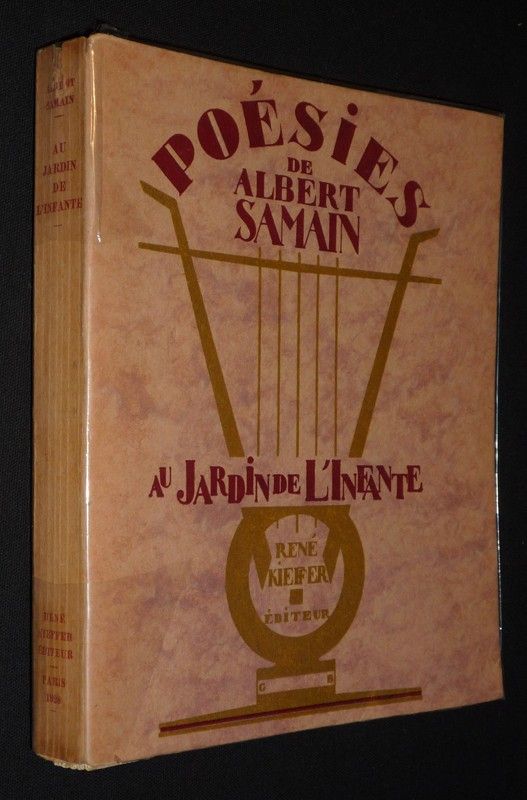 POÉSIES
DE
ALBERT
SAMAIN
AU JARDIN DE L'INFANTE
RENÉ
KIEFFER
ÉDITEUR
G B
SAMAIN
AU
JARDIN
DE
L'INFANTE
RENÉ
KIEFFER
ÉDITEUR
PARIS